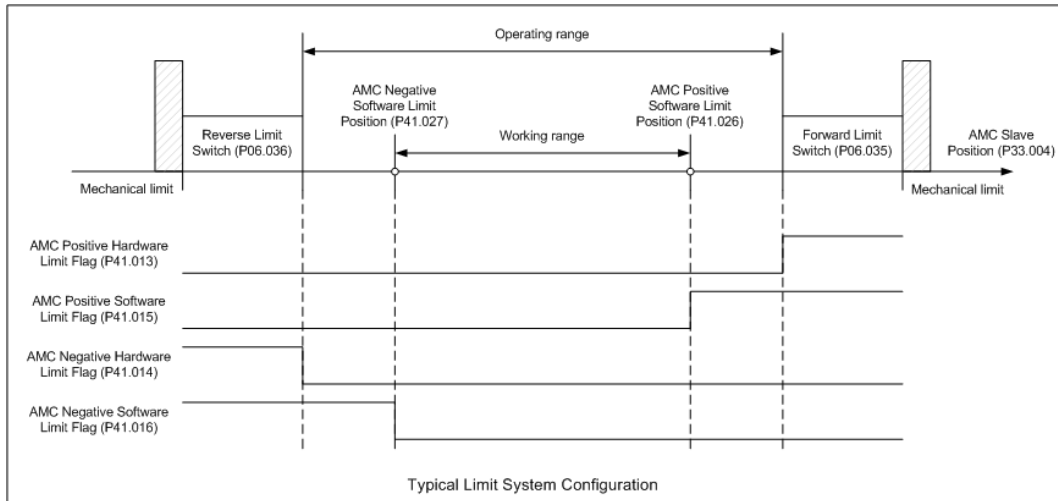 Operating range
AMC Negative
Software Limit
Position (P41.027)
AMC Positive
Software Limit
Position (P41.026)
Reverse Limit
Switch (P06.036)
Working range
Forward Limit
Switch (P06.035)
AMC Slave
Position (P33.004)
Mechanical limit
Mechanical limit
AMC Positive Hardware
Limit Flag (P41.013)
AMC Positive Software
Limit Flag (P41.015)
AMC Negative Hardware
Limit Flag (P41.014)
AMC Negative Software
Limit Flag (P41.016)
Typical Limit System Configuration